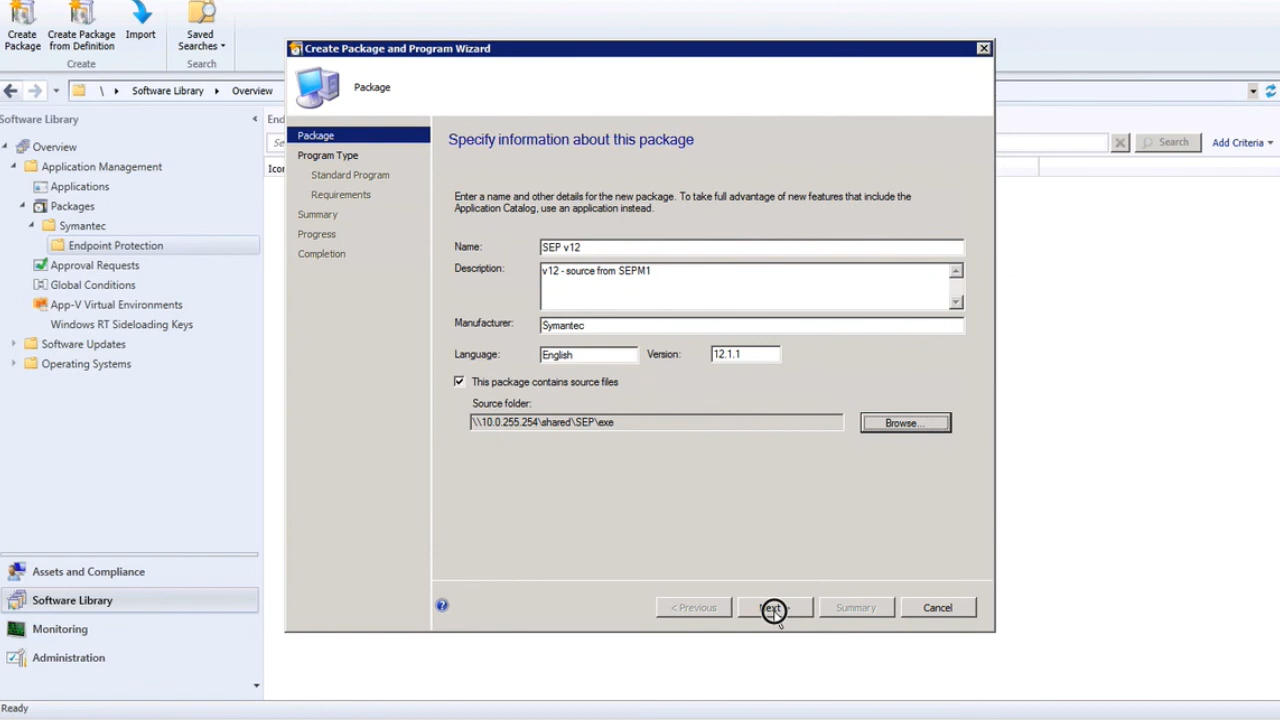 Create
Package
Create Package
from Definition
Import
Saved
Searches
Create
Search
\ Software Library Overview
Software Library
Overview
Application Management
Applications
Packages
Symantec
Endpoint Protection
Approval Requests
Global Conditions
App-V Virtual Environments
Windows RT Sideloading Keys
Software Updates
Operating Systems
Assets and Compliance
Software Library
Monitoring
Administration
Ready
Search
Add Criteria
Create Package and Program Wizard
Package
Package
Program Type
Standard Program
Requirements
Summary
Progress
Completion
Specify information about this package
Enter a name and other details for the new package. To take full advantage of new features that include the
Application Catalog, use an application instead.
Name: SEP v12
Description: v12 - source from SEPM1
Manufacturer: Symantec
Language: English Version: 12.1.1
This package contains source files
Source folder:
\\10.0.255.254\shared\SEP\exe Browse...
< Previous Next > Summary Cancel